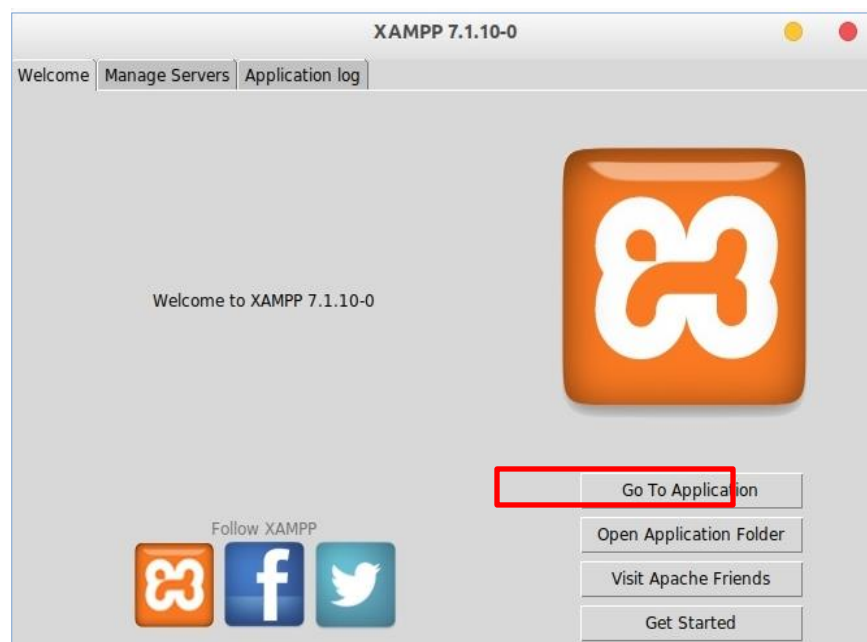 XAMPP 7.1.10-0
Welcome Manage Servers Application log
Welcome to XAMPP 7.1.10-0
Go To Application
Open Application Folder
Visit Apache Friends
Get Started
Follow XAMPP